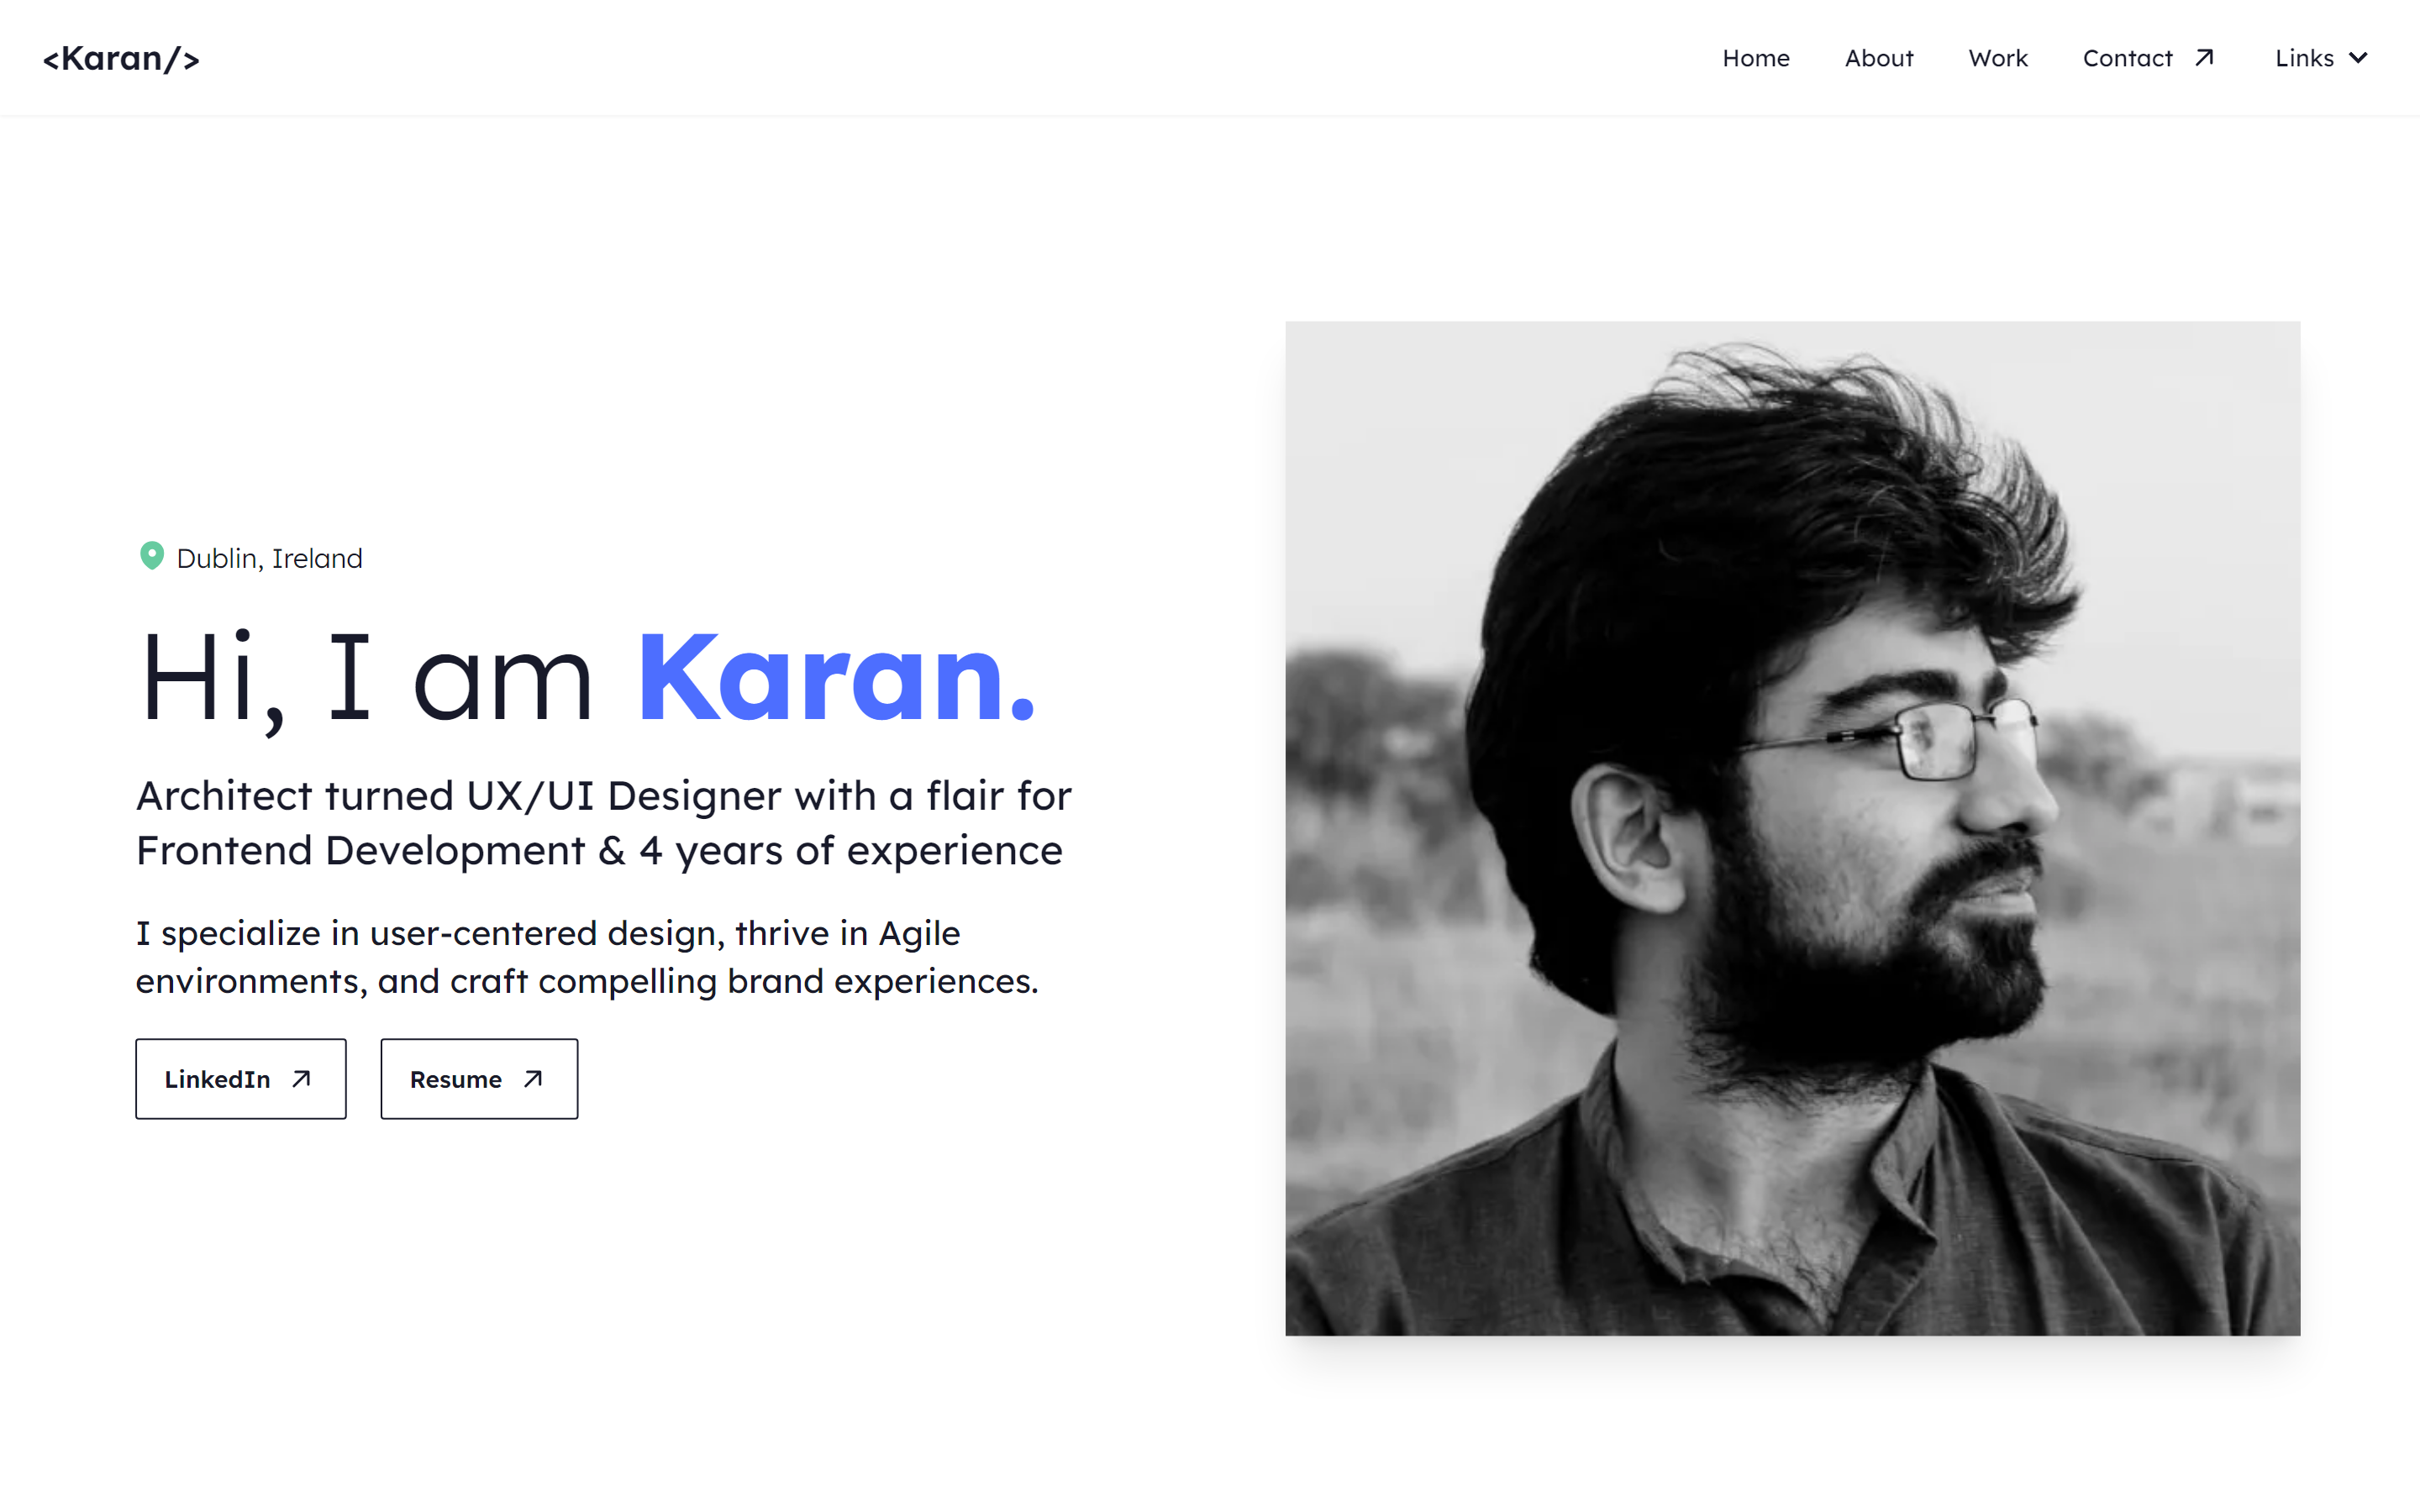 <Karan/>
Home About Work Contact Links
Dublin, Ireland
Hi, I am Karan.
Architect turned UX/UI Designer with a flair for
Frontend Development & 4 years of experience
I specialize in user-centered design, thrive in Agile
environments, and craft compelling brand experiences.
LinkedIn Resume